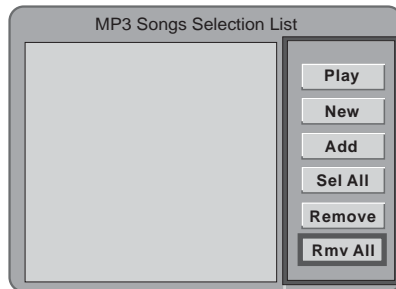 MP3 Songs Selection List
Play
New
Add
Sel All
Remove
Rmv All